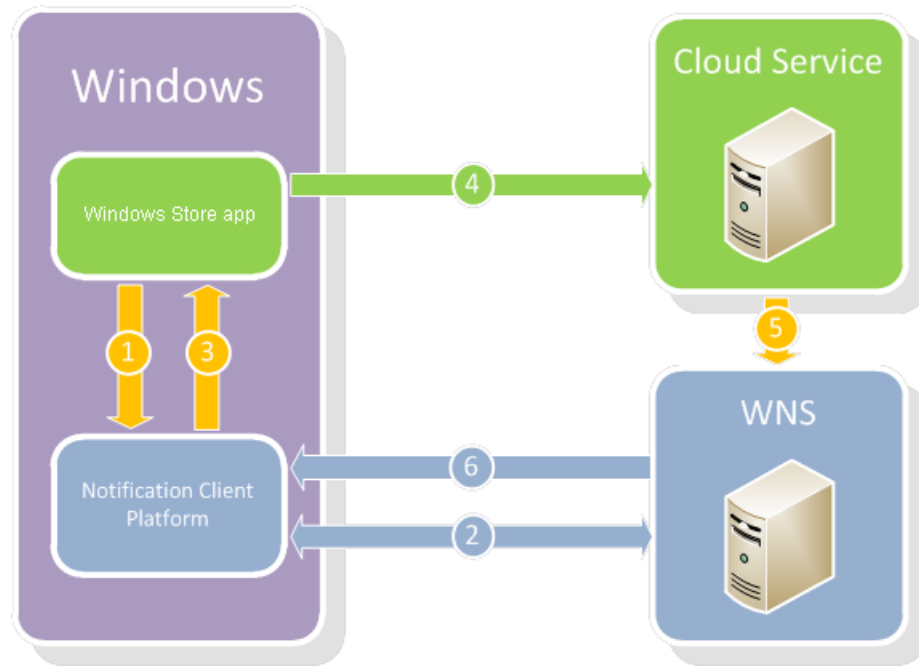 Windows
Cloud Service
Windows Store app
4
1
3
5
WNS
6
Notification Client
Platform
2